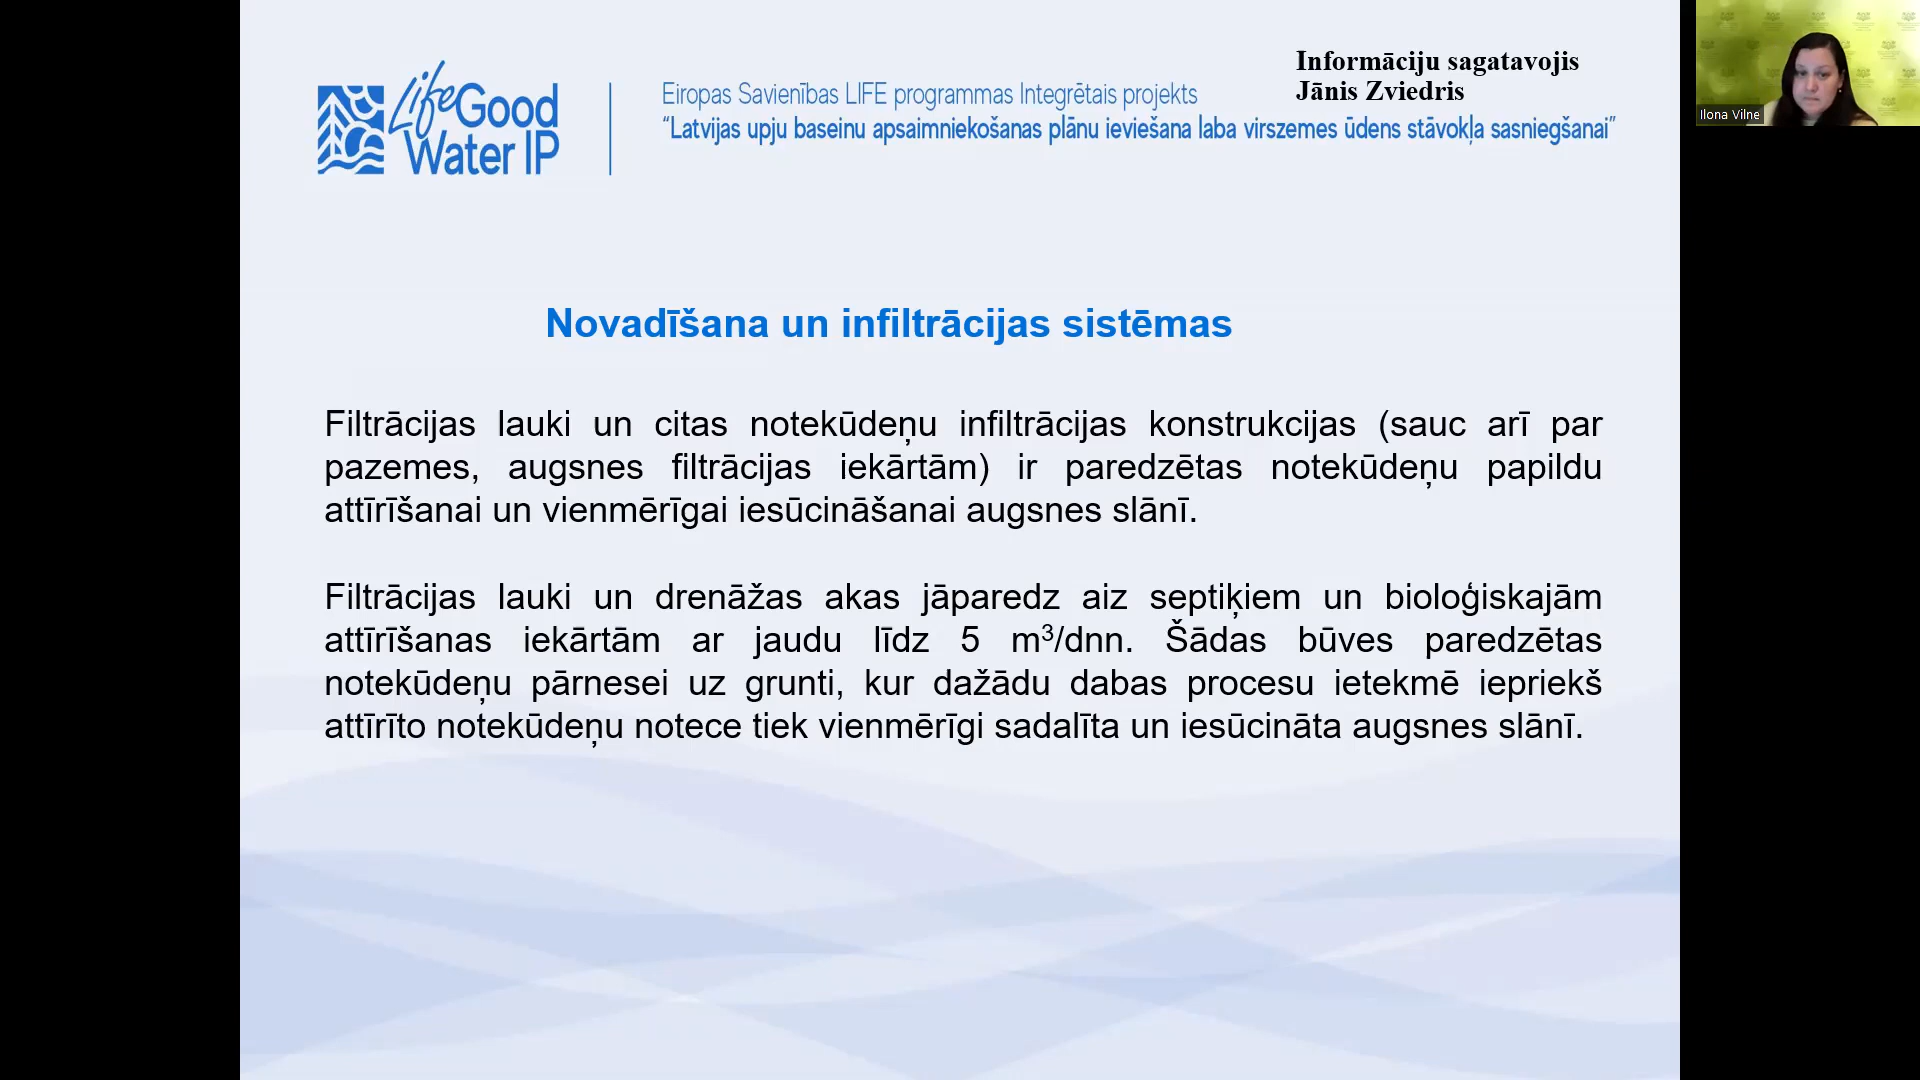 Life Good
Water IP
Eiropas Savienības LIFE programmas Integrētais projekts
“Latvijas upju baseinu apsaimniekošanas plānu ieviešana laba virszemes ūdens stāvokļa sasniegšanai”
Informāciju sagatavojis
Jānis Zviedris
Ilona Vilne
Novadīšana un infiltrācijas sistēmas
Filtrācijas lauki un citas notekūdeņu infiltrācijas konstrukcijas (sauc arī par
pazemes, augsnes filtrācijas iekārtām) ir paredzētas notekūdeņu papildu
attīrīšanai un vienmērīgai iesūcināšanai augsnes slānī.
Filtrācijas lauki un drenāžas akas jāparedz aiz septiķiem un bioloģiskajām
attīrīšanas iekārtām ar jaudu līdz 5 m³/dnn. Šādas būves paredzētas
notekūdeņu pārnesei uz grunti, kur dažādu dabas procesu ietekmē iepriekš
attīrīto notekūdeņu notece tiek vienmērīgi sadalīta un iesūcināta augsnes slānī.